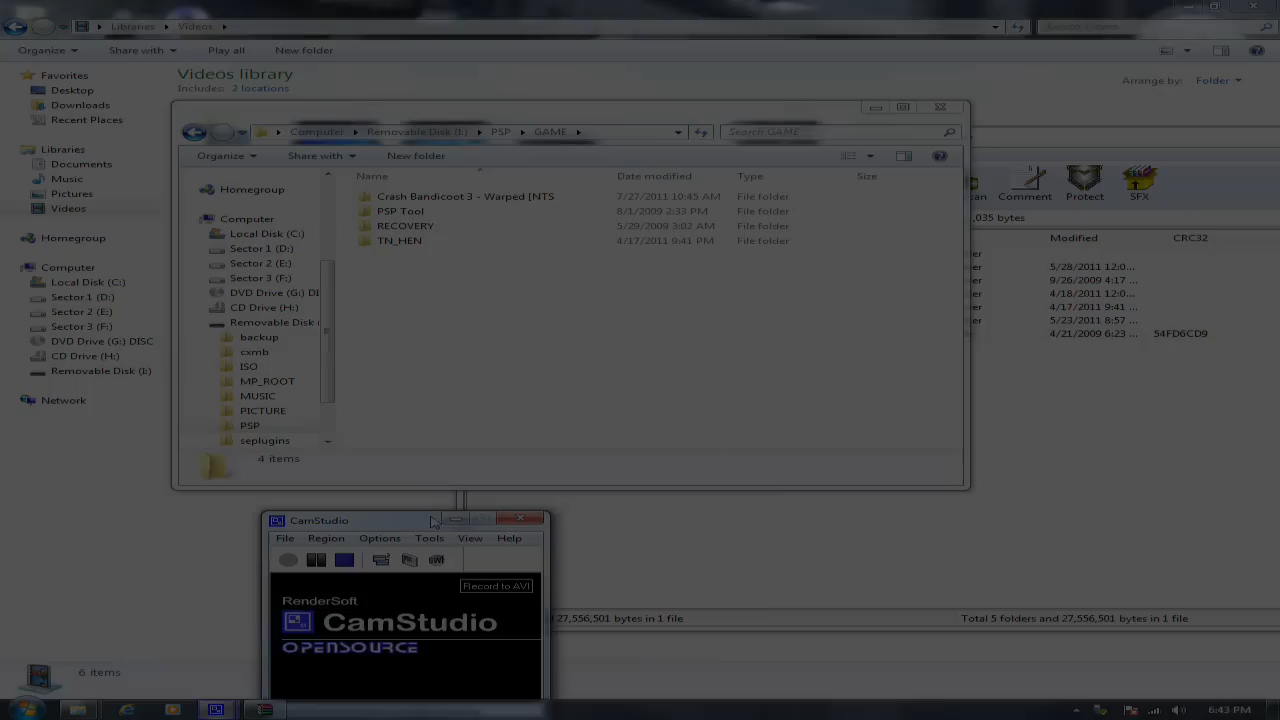 Libraries Videos Search Videos
Organize Share with Play all New folder
Videos library
Includes: 2 locations
Arrange by: Folder
Favorites
Desktop
Downloads
Recent Places
Libraries
Documents
Music
Pictures
Videos
Homegroup
Computer
Local Disk (C:)
Sector 1 (D:)
Sector 2 (E:)
Sector 3 (F:)
DVD Drive (G:) DISC
CD Drive (H:)
Removable Disk (I:)
Network
6 items
Computer Removable Disk (I:) PSP GAME Search GAME
Organize Share with New folder
Homegroup
Computer
Local Disk (C:)
Sector 1 (D:)
Sector 2 (E:)
Sector 3 (F:)
DVD Drive (G:) DI
CD Drive (H:)
Removable Disk (
backup
cxmb
ISO
MP_ROOT
MUSIC
PICTURE
PSP
seplugins
Name Date modified Type Size
Crash Bandicoot 3 - Warped [NTS 7/27/2011 10:45 AM File folder
PSP Tool 8/1/2009 2:33 PM File folder
RECOVERY 5/29/2009 3:02 AM File folder
TN_HEN 4/17/2011 9:41 PM File folder
4 items
Comment Protect SFX
,035 bytes
Modified CRC32
5/28/2011 12:0...
9/26/2009 4:17 ...
4/18/2011 12:0...
4/17/2011 9:41 ...
5/23/2011 8:57 ...
4/21/2009 6:23 ... 54FD6CD9
27,556,501 bytes in 1 file
Total 5 folders and 27,556,501 bytes in 1 file
CamStudio
File Region Options Tools View Help
Record to AVI
RenderSoft
CamStudio
OPENSOURCE
6:43 PM